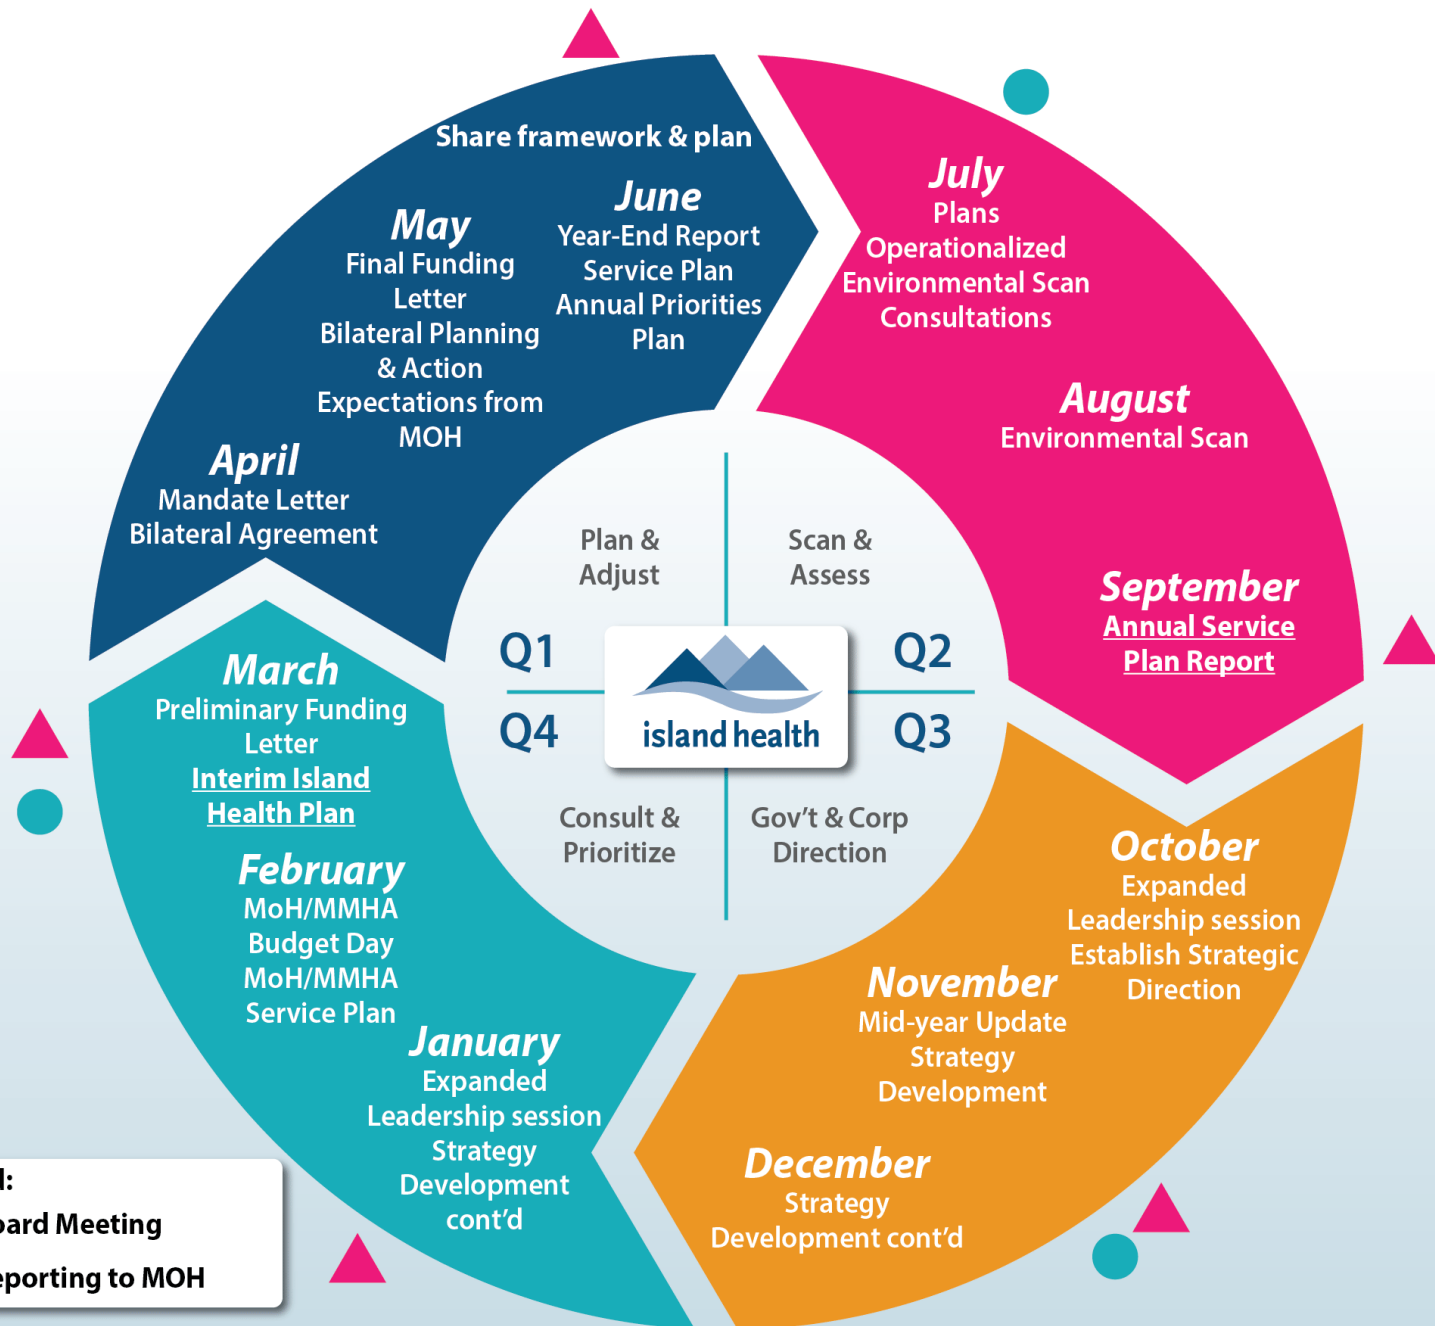 Share framework & plan
April
Mandate Letter
Bilateral Agreement
May
Final Funding
Letter
Bilateral Planning
& Action
Expectations from
MOH
June
Year-End Report
Service Plan
Annual Priorities
Plan
July
Plans
Operationalized
Environmental Scan
Consultations
August
Environmental Scan
September
Annual Service
Plan Report
October
Expanded
Leadership session
Establish Strategic
Direction
November
Mid-year Update
Strategy
Development
December
Strategy
Development cont’d
January
Expanded
Leadership session
Strategy
Development
cont’d
February
MoH/MMHA
Budget Day
MoH/MMHA
Service Plan
March
Preliminary Funding
Letter
Interim Island
Health Plan
Plan &
Adjust
Q1
Scan &
Assess
Q2
Q3
Gov’t & Corp
Direction
Q4
Consult &
Prioritize
island health
Meeting
to MOH